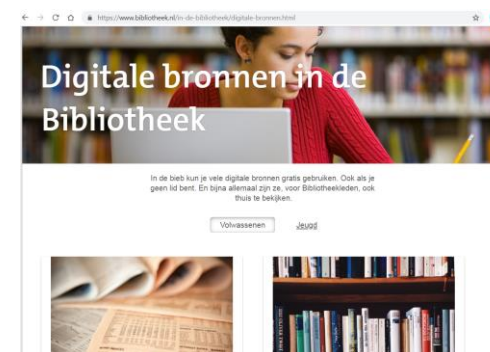 https://www.bibliotheek.nl/in-de-bibliotheek/digitale-bronnen.html
Digitale bronnen in de
Bibliotheek
In de bieb kun je vele digitale bronnen gratis gebruiken. Ook als je
geen lid bent. En bijna allemaal zijn ze, voor Bibliotheekleden, ook
thuis te bekijken.
Volwassenen Jeugd